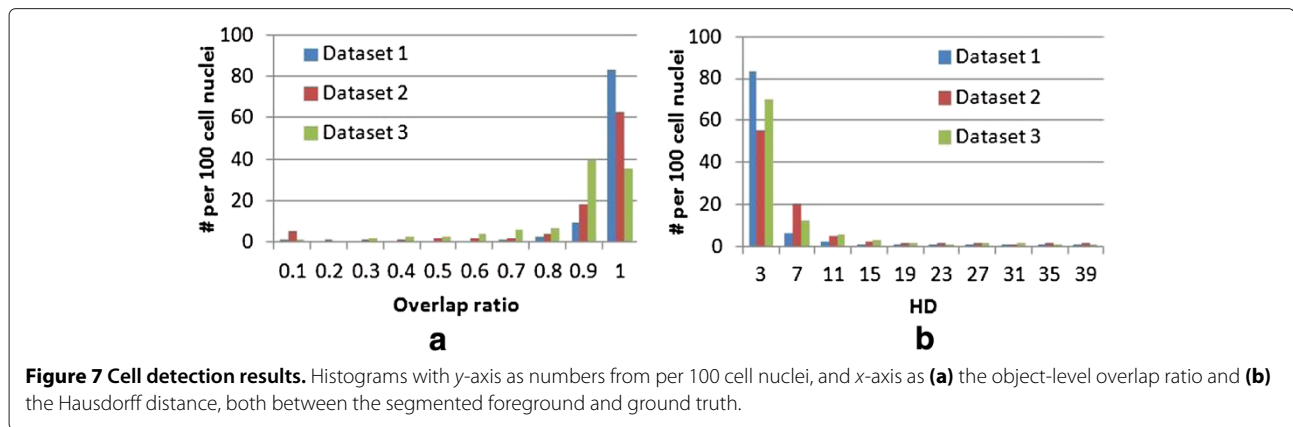 100
80
60
40
20
0
# per 100 cell nuclei
Dataset 1
Dataset 2
Dataset 3
0.1 0.2 0.3 0.4 0.5 0.6 0.7 0.8 0.9 1
Overlap ratio
a
100
80
60
40
20
0
# per 100 cell nuclei
Dataset 1
Dataset 2
Dataset 3
3 7 11 15 19 23 27 31 35 39
HD
b
Figure 7 Cell detection results. Histograms with y-axis as numbers from per 100 cell nuclei, and x-axis as (a) the object-level overlap ratio and (b)
the Hausdorff distance, both between the segmented foreground and ground truth.